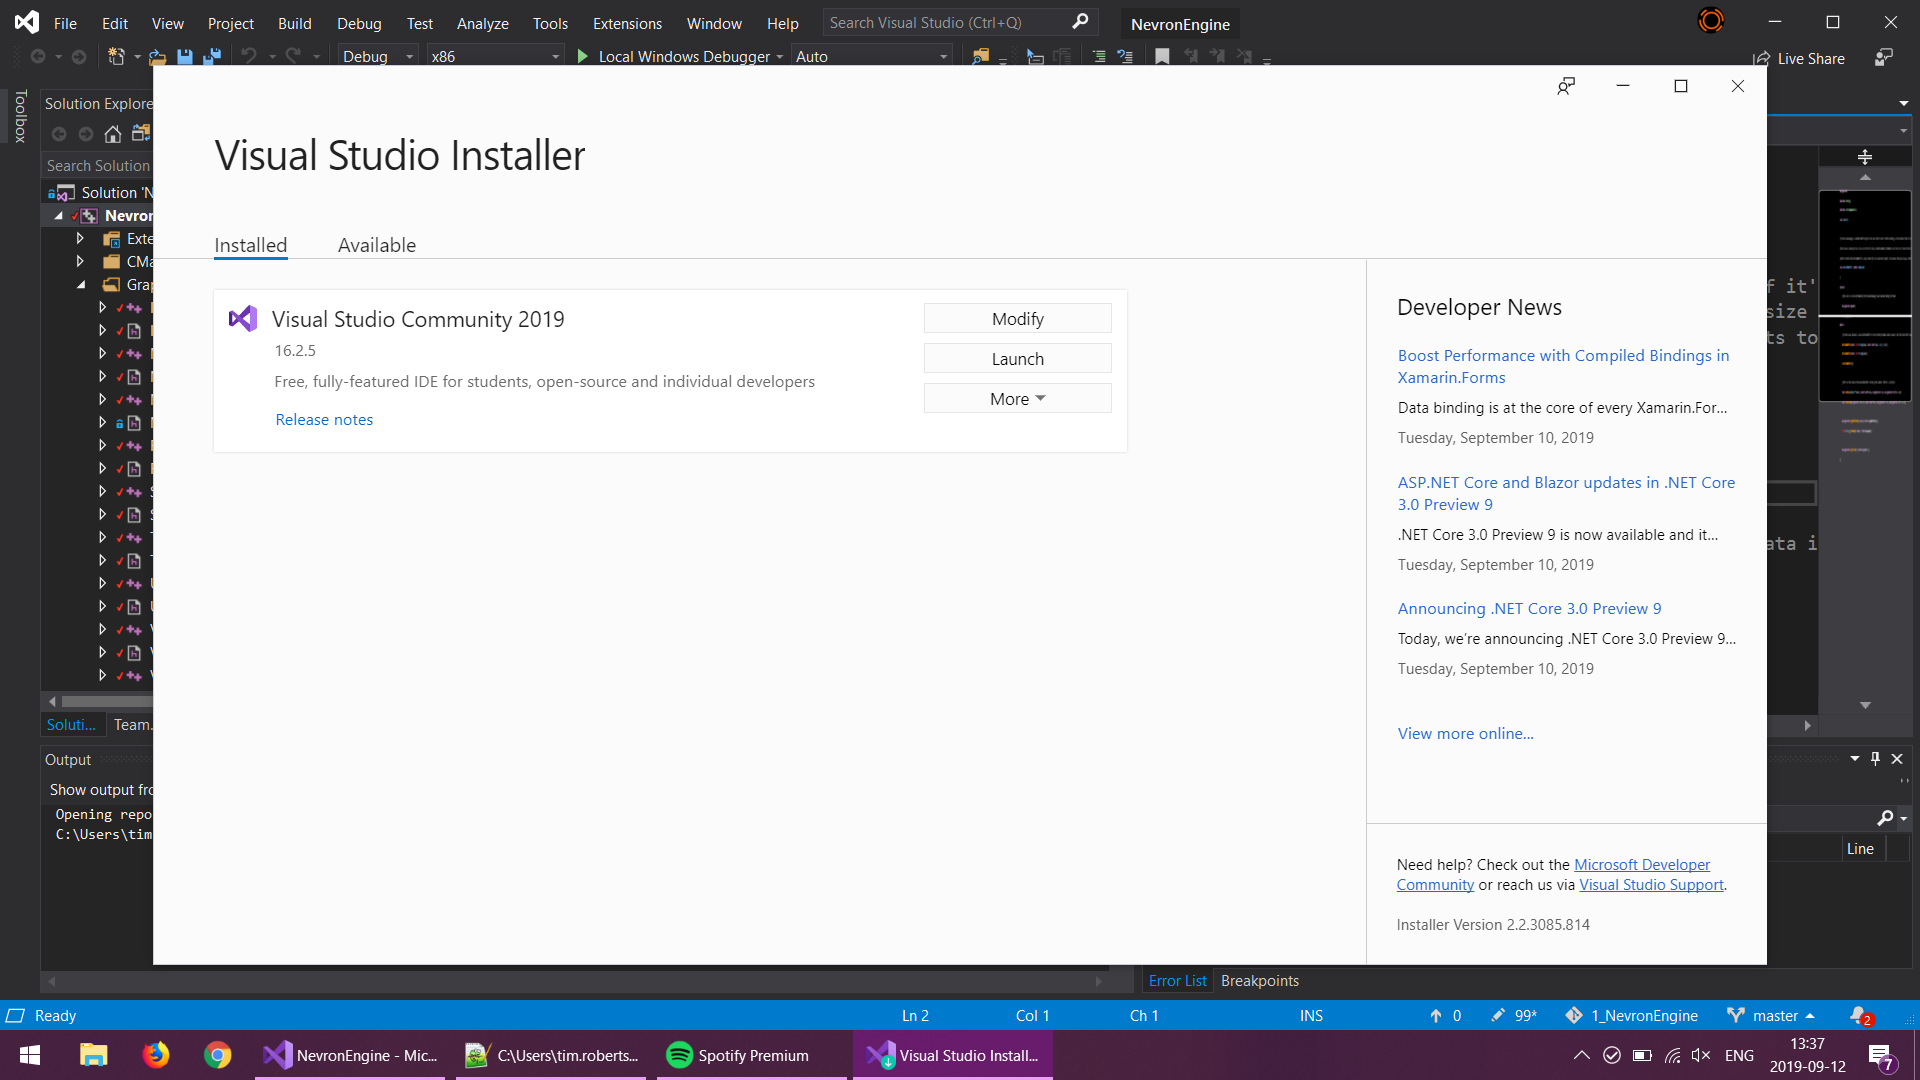 File Edit View Project Build Debug Test Analyze Tools Extensions Window Help Search Visual Studio (Ctrl+Q) NevronEngine
Debug x86 Local Windows Debugger Auto Live Share
Toolbox
Solution Explore
Search Solution
Solution 'N
Nevron
Exte
CMa
Grap
Soluti... Team.
Visual Studio Installer
Installed Available
Visual Studio Community 2019
16.2.5
Free, fully-featured IDE for students, open-source and individual developers
Release notes
Modify
Launch
More
Developer News
Boost Performance with Compiled Bindings in
Xamarin.Forms
Data binding is at the core of every Xamarin.For...
Tuesday, September 10, 2019
ASP.NET Core and Blazor updates in .NET Core
3.0 Preview 9
.NET Core 3.0 Preview 9 is now available and it...
Tuesday, September 10, 2019
Announcing .NET Core 3.0 Preview 9
Today, we're announcing .NET Core 3.0 Preview 9...
Tuesday, September 10, 2019
View more online...
Need help? Check out the Microsoft Developer
Community or reach us via Visual Studio Support.
Installer Version 2.2.3085.814
f it'
size
ts to
ata i
Output
Show output fro
Opening repo
C:\Users\tim
Line
Error List Breakpoints
Ready Ln 2 Col 1 Ch 1 INS 0 99* 1_NevronEngine master 2
NevronEngine - Mic... C:\Users\tim.roberts... Spotify Premium Visual Studio Install... ENG 13:37
2019-09-12 7